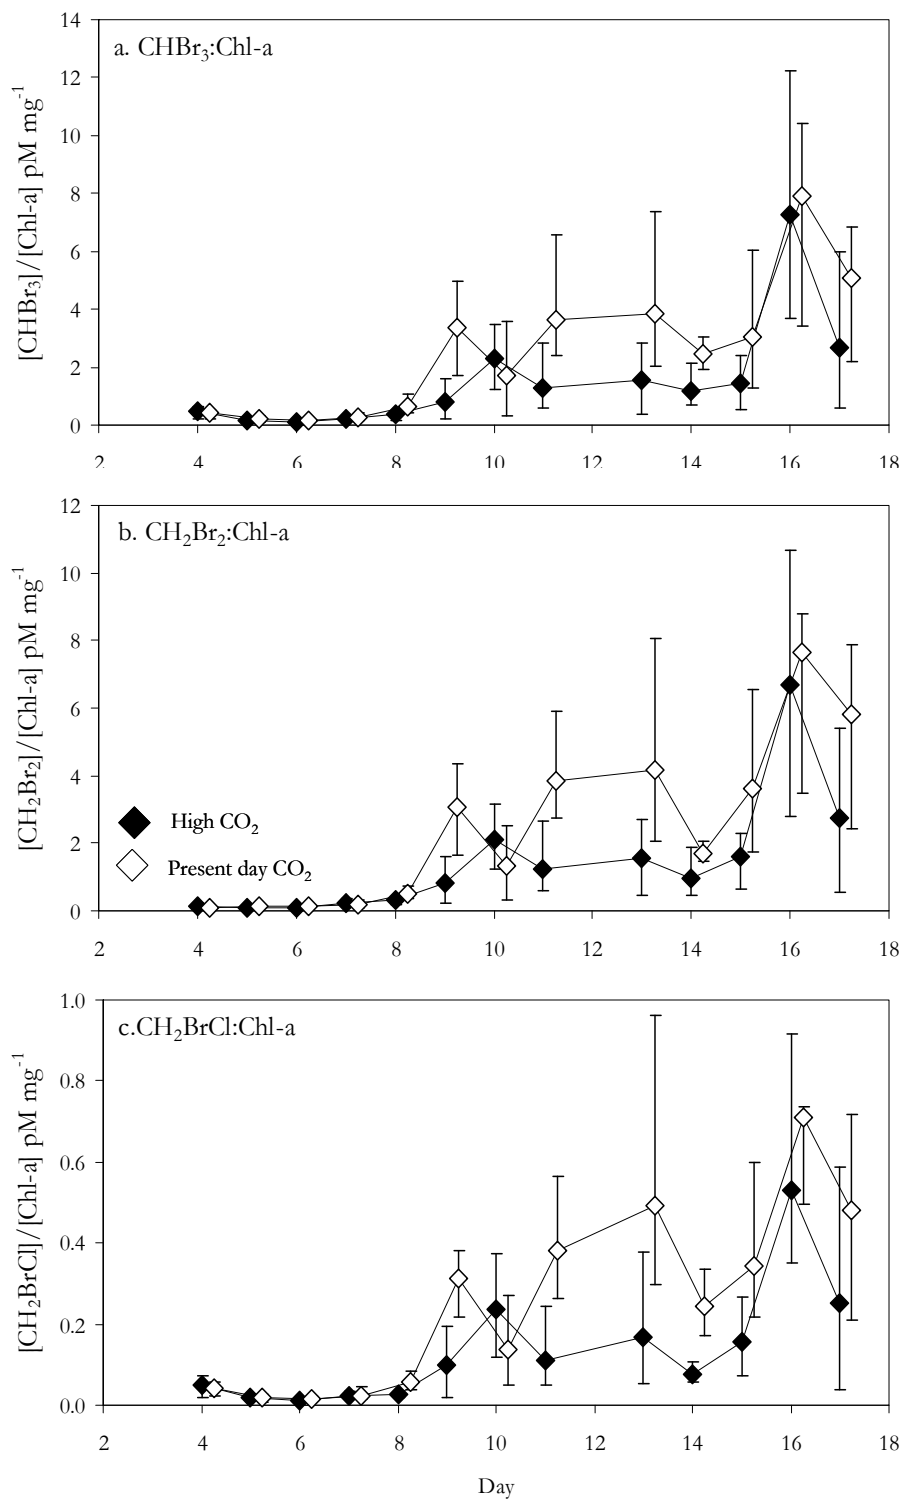 a. CHBr₃:Chl-a
[CHBr₃]/[Chl-a] pM mg⁻¹
14
12
10
8
6
4
2
0
2 4 6 8 10 12 14 16 18
b. CH₂Br₂:Chl-a
[CH₂Br₂]/[Chl-a] pM mg⁻¹
12
10
8
6
4
2
0
High CO₂
Present day CO₂
2 4 6 8 10 12 14 16 18
c.CH₂BrCl:Chl-a
[CH₂BrCl]/[Chl-a] pM mg⁻¹
1.0
0.8
0.6
0.4
0.2
0.0
2 4 6 8 10 12 14 16 18
Day